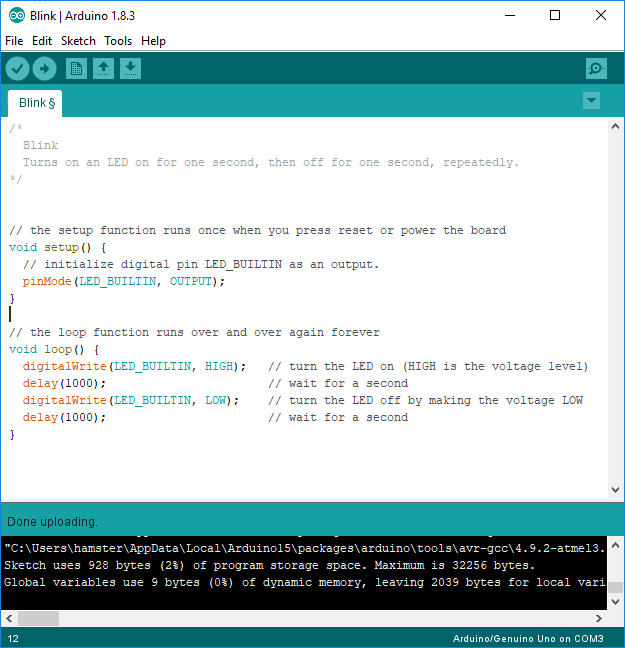 Blink | Arduino 1.8.3
File Edit Sketch Tools Help
Blink §
/*
  Blink
  Turns on an LED on for one second, then off for one second, repeatedly.
*/
// the setup function runs once when you press reset or power the board
void setup() {
  // initialize digital pin LED_BUILTIN as an output.
  pinMode(LED_BUILTIN, OUTPUT);
}
// the loop function runs over and over again forever
void loop() {
  digitalWrite(LED_BUILTIN, HIGH);   // turn the LED on (HIGH is the voltage level)
  delay(1000);                       // wait for a second
  digitalWrite(LED_BUILTIN, LOW);    // turn the LED off by making the voltage LOW
  delay(1000);                       // wait for a second
}
Done uploading.
"C:\Users\hamster\AppData\Local\Arduino15\packages\arduino\tools\avr-gcc\4.9.2-atmel3.
Sketch uses 928 bytes (2%) of program storage space. Maximum is 32256 bytes.
Global variables use 9 bytes (0%) of dynamic memory, leaving 2039 bytes for local vari
12 Arduino/Genuino Uno on COM3